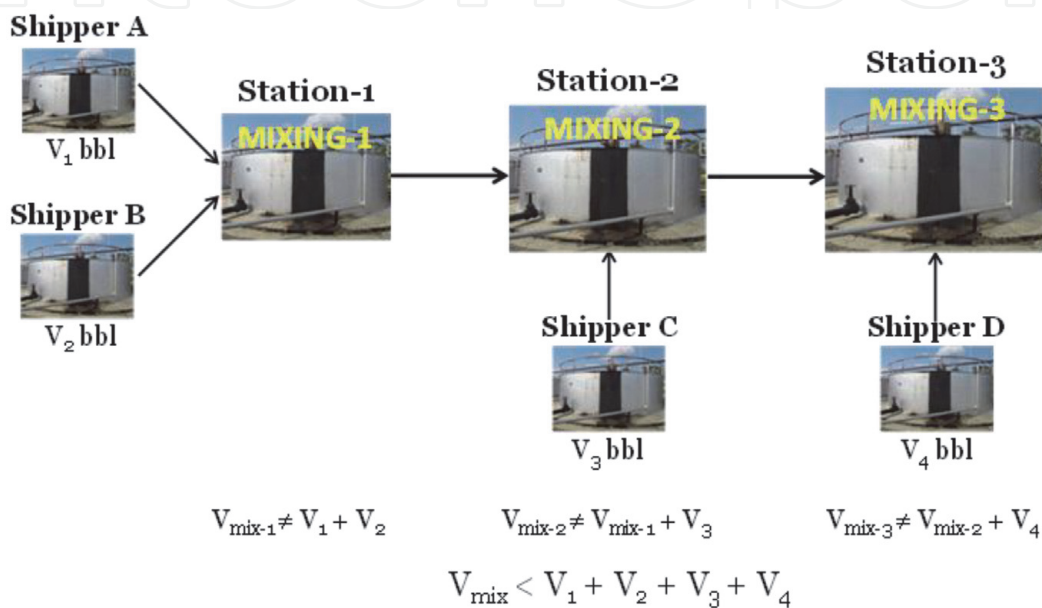 Shipper A
V₁ bbl
Shipper B
V₂ bbl
Station-1
MIXING-1
Station-2
MIXING-2
Station-3
MIXING-3
Shipper C
V₃ bbl
Shipper D
V₄ bbl
Vmix-1 ≠ V₁ + V₂
Vmix-2 ≠ Vmix-1 + V₃
Vmix-3 ≠ Vmix-2 + V₄
Vmix < V₁ + V₂ + V₃ + V₄